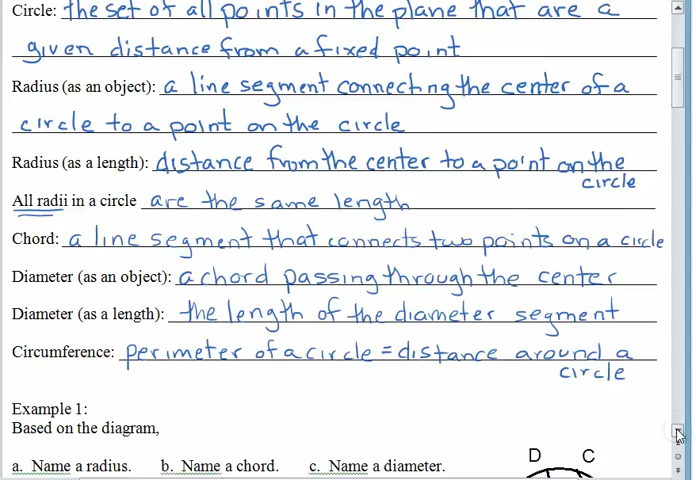 Circle: the set of all points in the plane that are a
given distance from a fixed point
Radius (as an object): a line segment connecting the center of a
circle to a point on the circle
Radius (as a length): distance from the center to a point on the
circle
All radii in a circle are the same length
Chord: a line segment that connects two points on a circle
Diameter (as an object): a chord passing through the center
Diameter (as a length): the length of the diameter segment
Circumference: perimeter of a circle = distance around a
circle
Example 1:
Based on the diagram,
D C
a. Name a radius. b. Name a chord. c. Name a diameter.